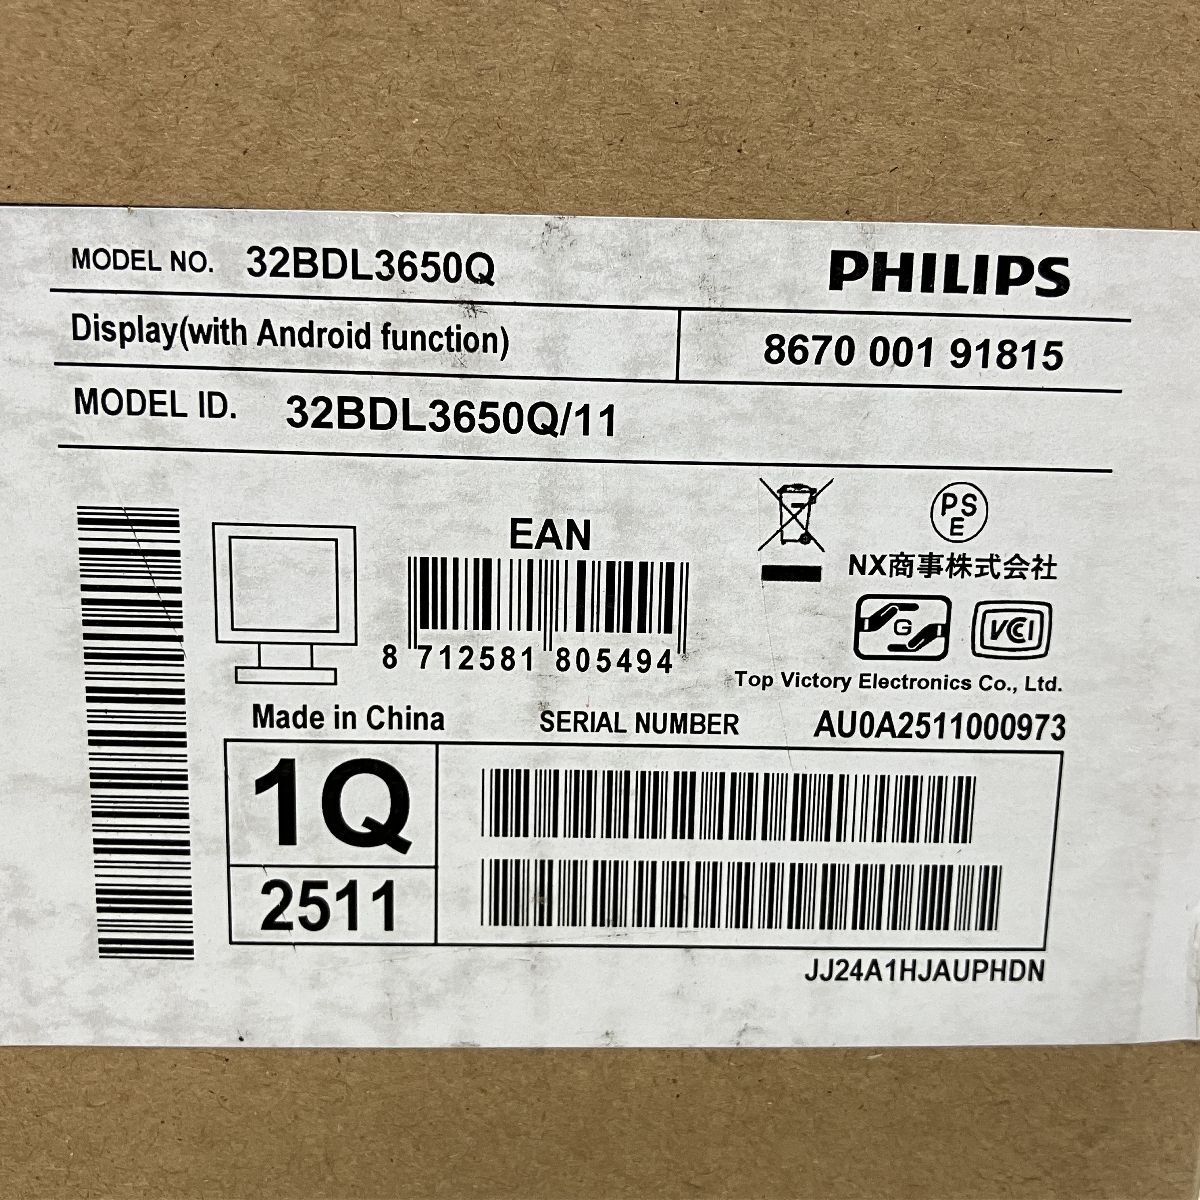 MODEL NO. 32BDL3650Q
PHILIPS
Display(with Android function)
8670 001 91815
MODEL ID. 32BDL3650Q/11
EAN
8 712581 805494
PS
E
NX商事株式会社
G
VCCI
Top Victory Electronics Co., Ltd.
Made in China
SERIAL NUMBER
AU0A2511000973
1Q
2511
JJ24A1HJAUPHDN